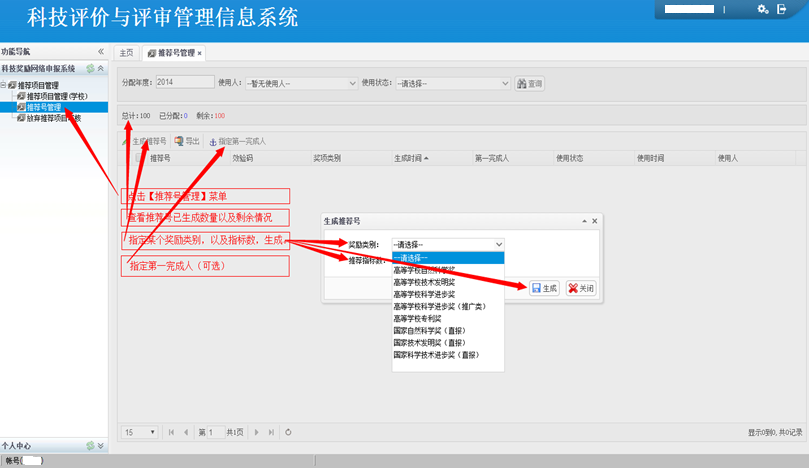 科技评价与评审管理信息系统
功能导航
主页 推荐号管理
科技奖励网络申报系统
推荐项目管理
推荐项目管理(学校)
推荐号管理
放弃推荐项目审核
分配年度: 2014 使用人: --暂无使用人-- 使用状态: --请选择-- 查询
总计:100 已分配:0 剩余:100
生成推荐号 导出 指定第一完成人
推荐号 效验码 奖项类别 生成时间 第一完成人 使用状态 使用时间 使用人
点击【推荐号管理】菜单
查看推荐号已生成数量以及剩余情况
指定某个奖励类别，以及指标数，生成
指定第一完成人（可选）
生成推荐号
奖励类别: --请选择--
推荐指标数:
--请选择--
高等学校自然科学奖
高等学校技术发明奖
高等学校科学进步奖
高等学校科学进步奖（推广类）
高等学校专利奖
国家自然科学奖（直报）
国家技术发明奖（直报）
国家科学技术进步奖（直报）
生成 关闭
15 第 1 共1页 显示0到0, 共0记录
个人中心
帐号( )